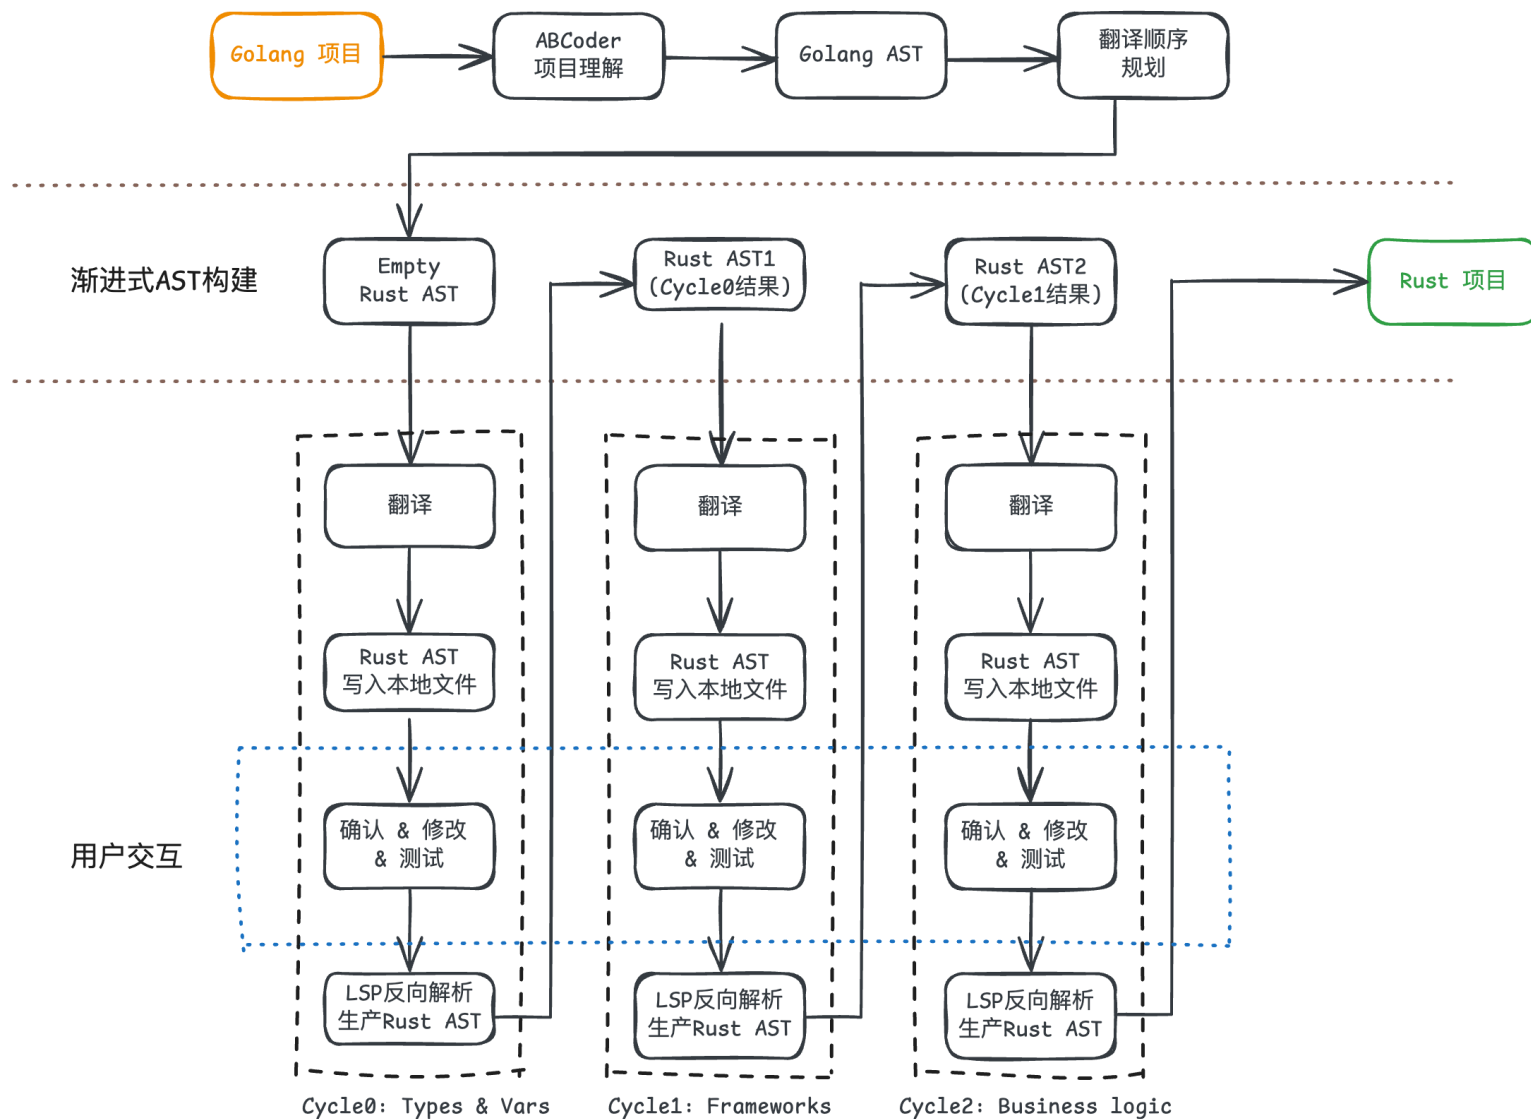 Golang 项目
ABCoder
项目理解
Golang AST
翻译顺序
规划
渐进式AST构建
Empty
Rust AST
Rust AST1
(Cycle0结果)
Rust AST2
(Cycle1结果)
Rust 项目
翻译
翻译
翻译
Rust AST
写入本地文件
Rust AST
写入本地文件
Rust AST
写入本地文件
用户交互
确认 & 修改
& 测试
确认 & 修改
& 测试
确认 & 修改
& 测试
LSP反向解析
生产Rust AST
LSP反向解析
生产Rust AST
LSP反向解析
生产Rust AST
Cycle0: Types & Vars
Cycle1: Frameworks
Cycle2: Business logic